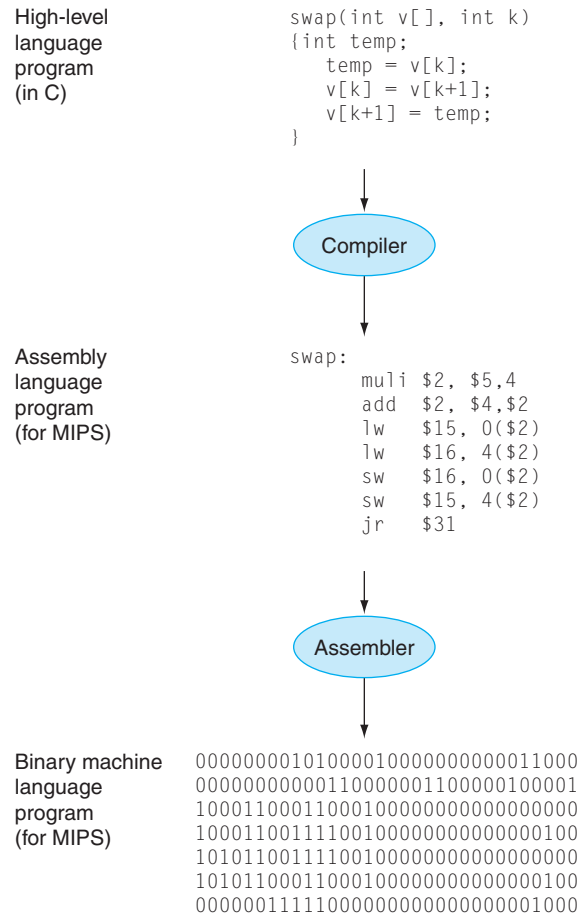 High-level
language
program
(in C)
swap(int v[], int k)
{int temp;
temp = v[k];
v[k] = v[k+1];
v[k+1] = temp;
}
Compiler
Assembly
language
program
(for MIPS)
swap:
muli $2, $5,4
add $2, $4,$2
lw $15, 0($2)
lw $16, 4($2)
sw $16, 0($2)
sw $15, 4($2)
jr $31
Assembler
Binary machine
language
program
(for MIPS)
00000000101000010000000000011000
00000000000110000001100000100001
10001100011000100000000000000000
10001100111100100000000000000100
10101100111100100000000000000000
10101100011000100000000000000100
00000011111000000000000000001000